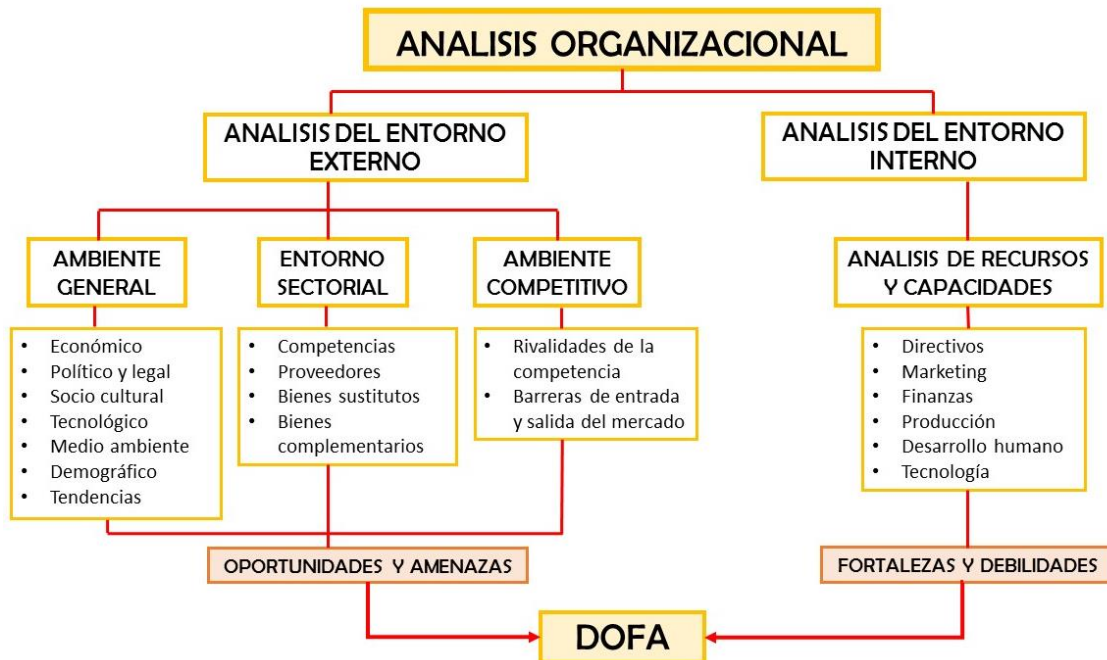 ANALISIS ORGANIZACIONAL
ANALISIS DEL ENTORNO
EXTERNO
ANALISIS DEL ENTORNO
INTERNO
AMBIENTE
GENERAL
ENTORNO
SECTORIAL
AMBIENTE
COMPETITIVO
ANALISIS DE RECURSOS
Y CAPACIDADES
• Económico
• Político y legal
• Socio cultural
• Tecnológico
• Medio ambiente
• Demográfico
• Tendencias
• Competencias
• Proveedores
• Bienes sustitutos
• Bienes
complementarios
• Rivalidades de la
competencia
• Barreras de entrada
y salida del mercado
• Directivos
• Marketing
• Finanzas
• Producción
• Desarrollo humano
• Tecnología
OPORTUNIDADES Y AMENAZAS
FORTALEZAS Y DEBILIDADES
DOFA